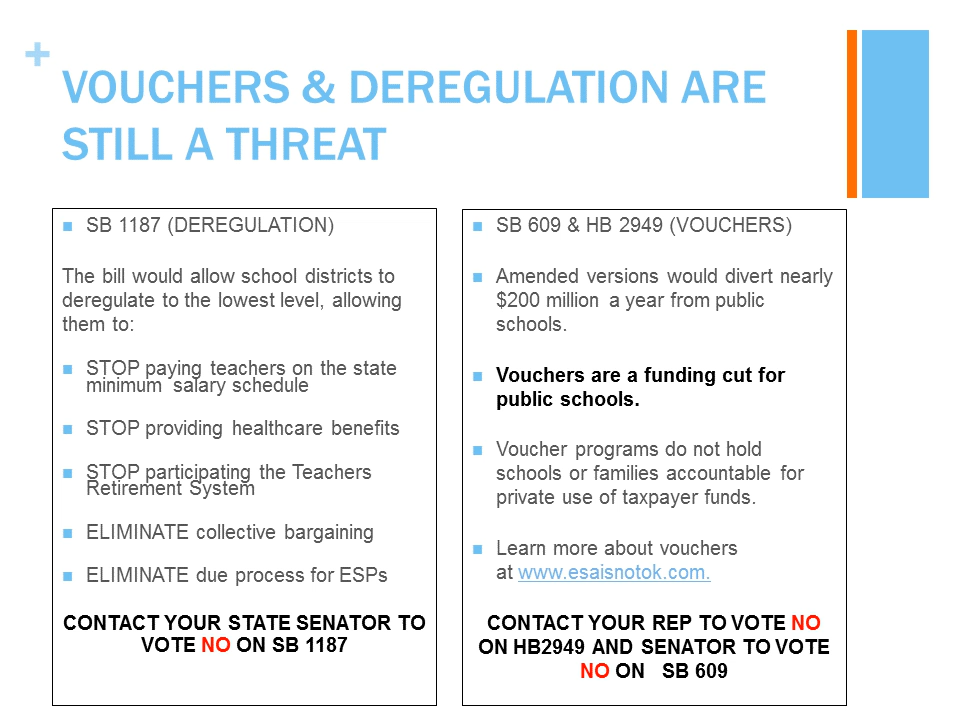 +
VOUCHERS & DEREGULATION ARE
STILL A THREAT
SB 1187 (DEREGULATION)
The bill would allow school districts to
deregulate to the lowest level, allowing
them to:
STOP paying teachers on the state
minimum salary schedule
STOP providing healthcare benefits
STOP participating the Teachers
Retirement System
ELIMINATE collective bargaining
ELIMINATE due process for ESPs
CONTACT YOUR STATE SENATOR TO
VOTE NO ON SB 1187
SB 609 & HB 2949 (VOUCHERS)
Amended versions would divert nearly
$200 million a year from public
schools.
Vouchers are a funding cut for
public schools.
Voucher programs do not hold
schools or families accountable for
private use of taxpayer funds.
Learn more about vouchers
at www.esaisnotok.com.
CONTACT YOUR REP TO VOTE NO
ON HB2949 AND SENATOR TO VOTE
NO ON SB 609